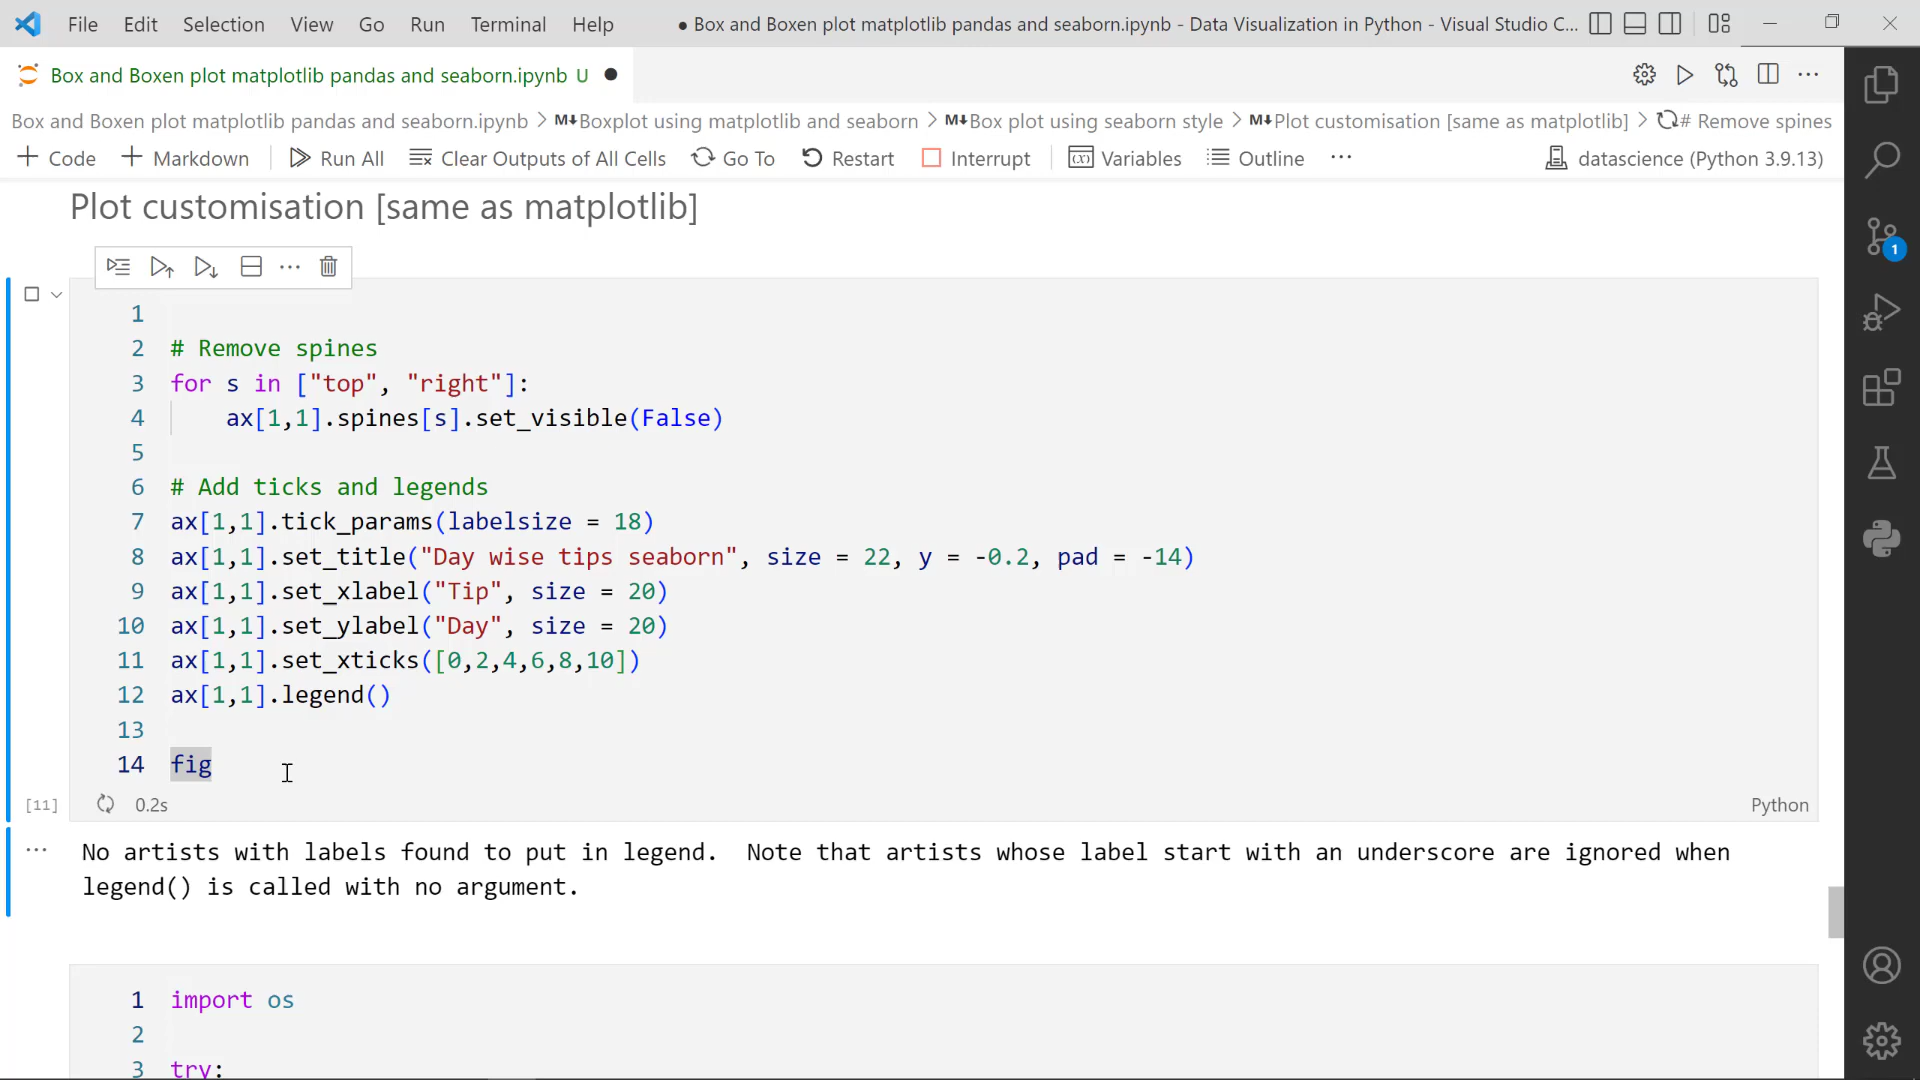 File Edit Selection View Go Run Terminal Help ● Box and Boxen plot matplotlib pandas and seaborn.ipynb - Data Visualization in Python - Visual Studio C...
Box and Boxen plot matplotlib pandas and seaborn.ipynb U ●
Box and Boxen plot matplotlib pandas and seaborn.ipynb > M↓Boxplot using matplotlib and seaborn > M↓Box plot using seaborn style > M↓Plot customisation [same as matplotlib] > # Remove spines
+ Code + Markdown Run All Clear Outputs of All Cells Go To Restart Interrupt Variables Outline ... datascience (Python 3.9.13)
1
Plot customisation [same as matplotlib]
1
2 # Remove spines
3 for s in ["top", "right"]:
4 ax[1,1].spines[s].set_visible(False)
5
6 # Add ticks and legends
7 ax[1,1].tick_params(labelsize = 18)
8 ax[1,1].set_title("Day wise tips seaborn", size = 22, y = -0.2, pad = -14)
9 ax[1,1].set_xlabel("Tip", size = 20)
10 ax[1,1].set_ylabel("Day", size = 20)
11 ax[1,1].set_xticks([0,2,4,6,8,10])
12 ax[1,1].legend()
13
14 fig
[11] 0.2s Python
No artists with labels found to put in legend.  Note that artists whose label start with an underscore are ignored when
legend() is called with no argument.
1 import os
2
3 try: